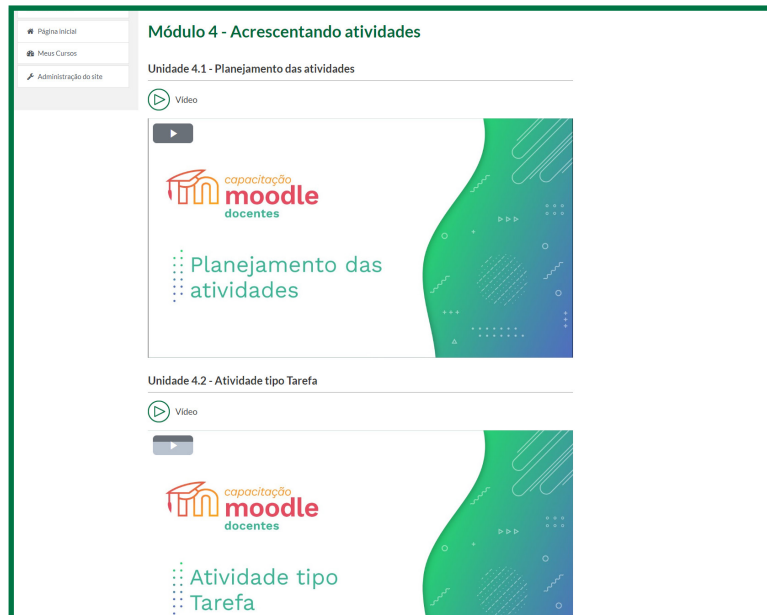 Página inicial
Meus Cursos
Administração do site
Módulo 4 - Acrescentando atividades
Unidade 4.1 - Planejamento das atividades
Vídeo
capacitação
moodle
docentes
Planejamento das
atividades
Unidade 4.2 - Atividade tipo Tarefa
Vídeo
capacitação
moodle
docentes
Atividade tipo
Tarefa